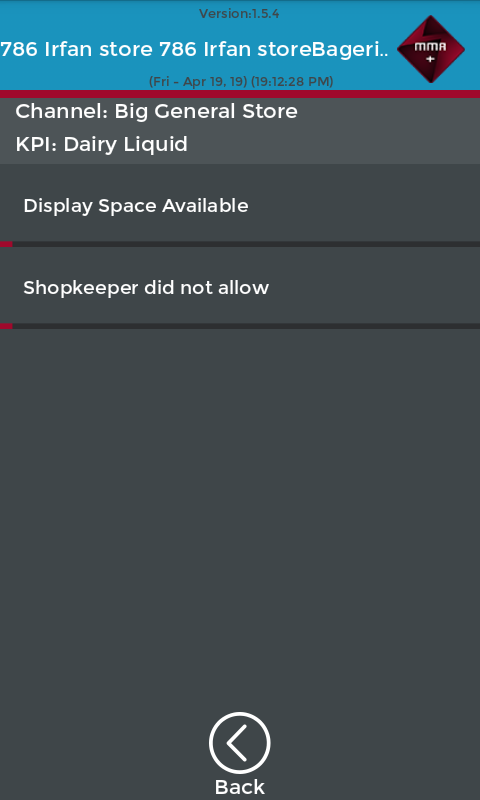 Version:1.5.4
786 Irfan store 786 Irfan storeBageri..
MMA
+
(Fri - Apr 19, 19) (19:12:28 PM)
Channel: Big General Store
KPI: Dairy Liquid
Display Space Available
Shopkeeper did not allow
Back